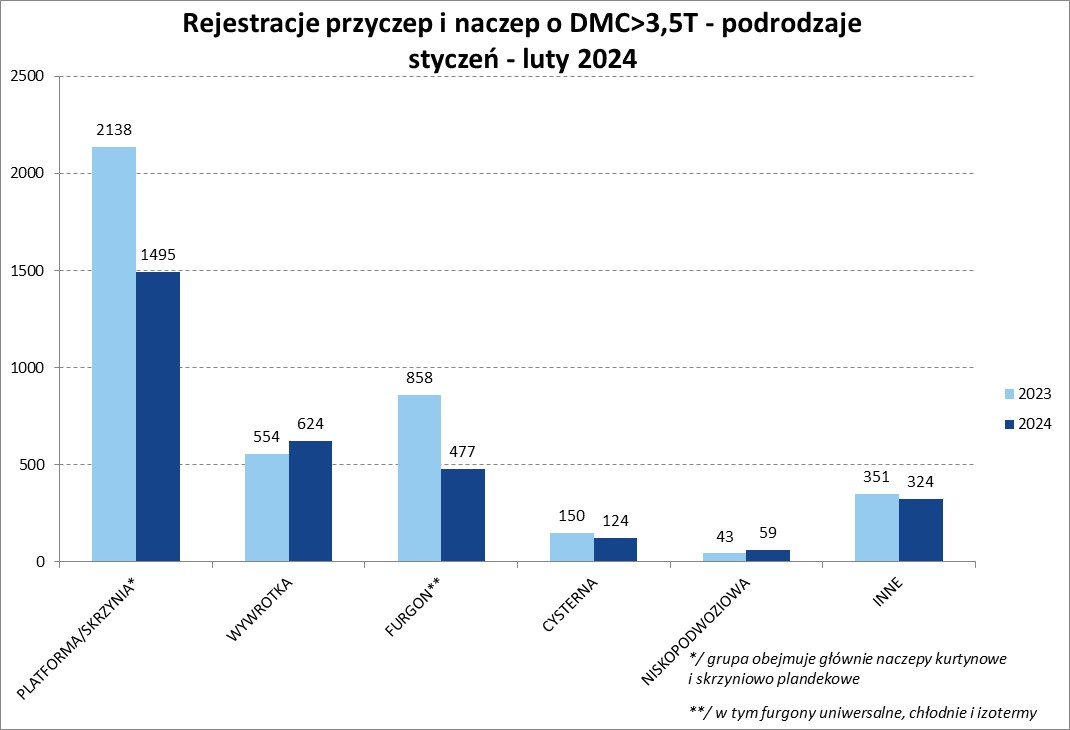 Rejestracje przyczep i naczep o DMC>3,5T - podrodzaje
styczeń - luty 2024
2500
2000
1500
1000
500
0
2138
1495
554
624
858
477
150
124
43
59
351
324
2023
2024
PLATFORMA/SKRZYNIA*
WYWROTKA
FURGON**
CYSTERNA
NISKOPODWOZIOWA
INNE
*/ grupa obejmuje głównie naczepy kurtynowe
i skrzyniowo plandekowe
**/ w tym furgony uniwersalne, chłodnie i izotermy